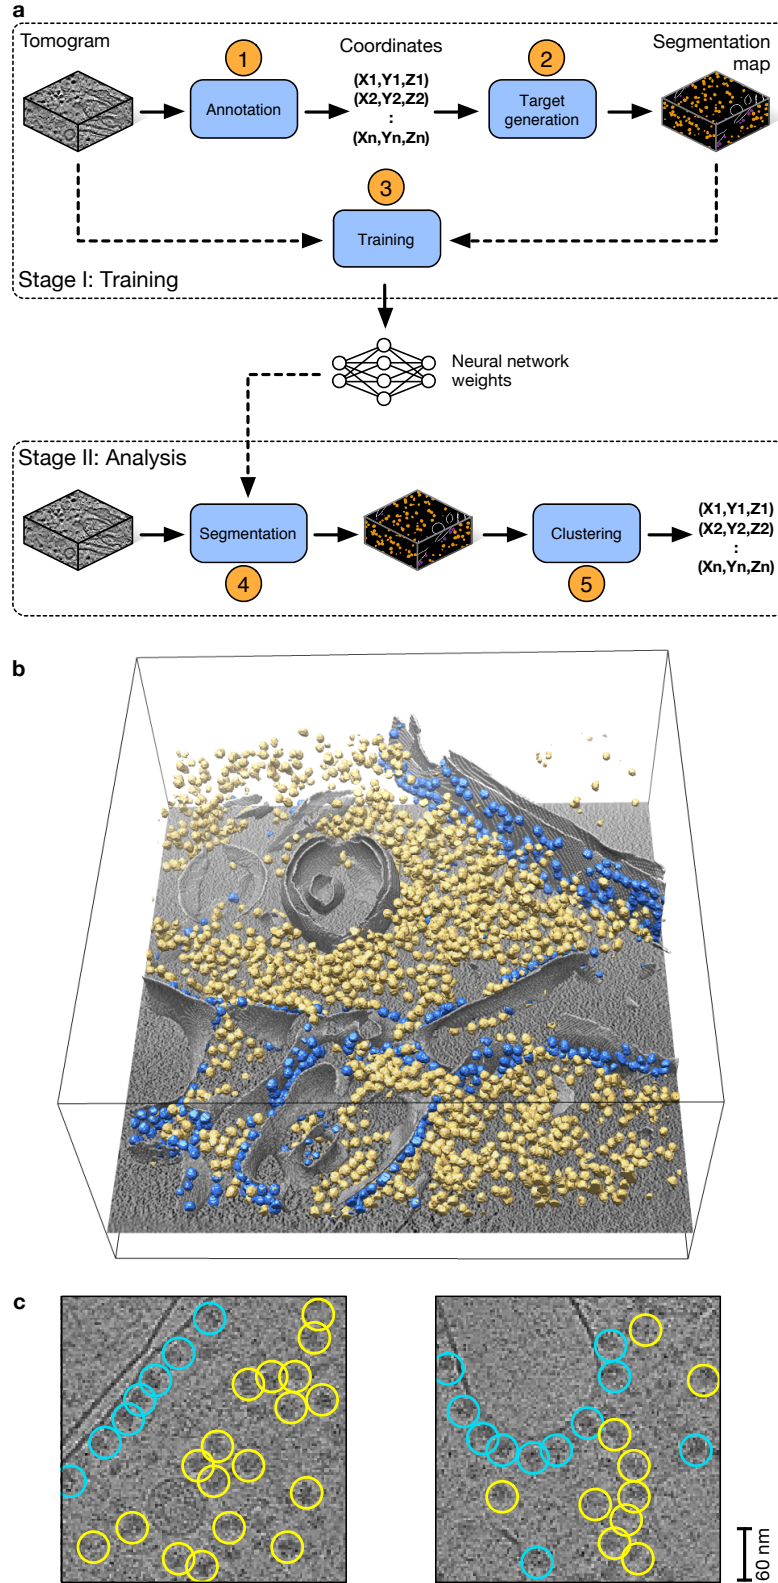 a
Tomogram
1
Annotation
Coordinates
(X1,Y1,Z1)
(X2,Y2,Z2)
:
(Xn,Yn,Zn)
2
Target
generation
Segmentation
map
3
Training
Stage I: Training
Neural network
weights
Stage II: Analysis
Segmentation
4
Clustering
5
(X1,Y1,Z1)
(X2,Y2,Z2)
:
(Xn,Yn,Zn)
b
c
60 nm